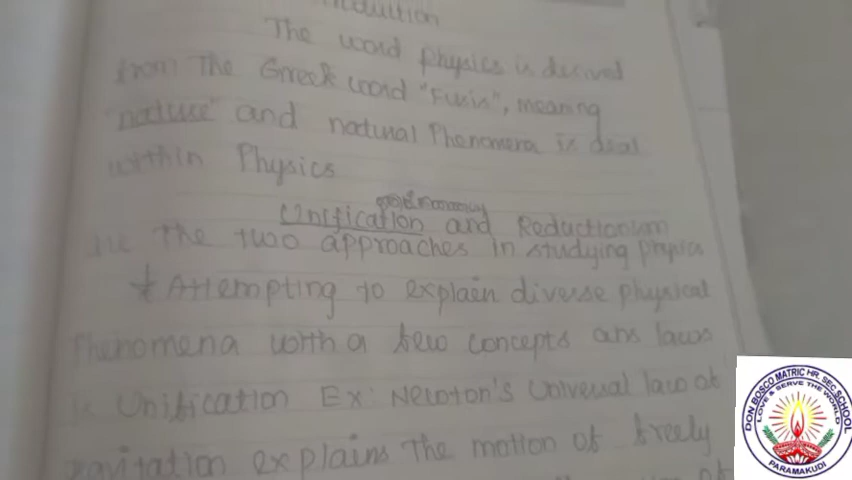 The word Physics is derived
from The Greek word "Fusis", meaning
"nature" and natural Phenomena is deal
within Physics
Unification and Reductionism
are The two approaches in studying Physics
* Attempting to explain diverse physical
Phenomena with a few concepts ans laws
Unification Ex: Newton's Universal law of
gravitation explains The motion of freely
of
DON BOSCO MATRIC HR. SEC SCHOOL
LOVE & SERVE THE WORLD
PARAMAKUDI